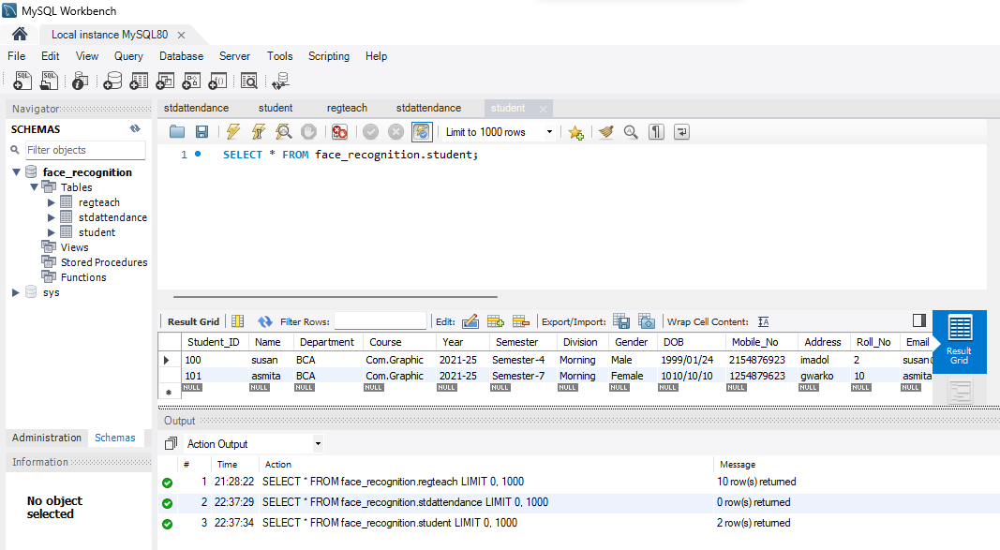 MySQL Workbench
Local instance MySQL80
File Edit View Query Database Server Tools Scripting Help
Navigator
SCHEMAS
Filter objects
face_recognition
Tables
regteach
stdattendance
student
Views
Stored Procedures
Functions
sys
Administration Schemas
Information
No object
selected
stdattendance student regteach stdattendance student
Limit to 1000 rows
1 SELECT * FROM face_recognition.student;
Result Grid Filter Rows: Edit: Export/Import: Wrap Cell Content: IA
Student_ID Name Department Course Year Semester Division Gender DOB Mobile_No Address Roll_No Email
100 susan BCA Com.Graphic 2021-25 Semester-4 Morning Male 1999/01/24 2154876923 imadol 2 susan
101 asmita BCA Com.Graphic 2021-25 Semester-7 Morning Female 1010/10/10 1254879623 gwarko 10 asmita
NULL NULL NULL NULL NULL NULL NULL NULL NULL NULL NULL NULL NULL
Result
Grid
Output
Action Output
# Time Action Message
1 21:28:22 SELECT * FROM face_recognition.regteach LIMIT 0, 1000 10 row(s) returned
2 22:37:29 SELECT * FROM face_recognition.stdattendance LIMIT 0, 1000 0 row(s) returned
3 22:37:34 SELECT * FROM face_recognition.student LIMIT 0, 1000 2 row(s) returned